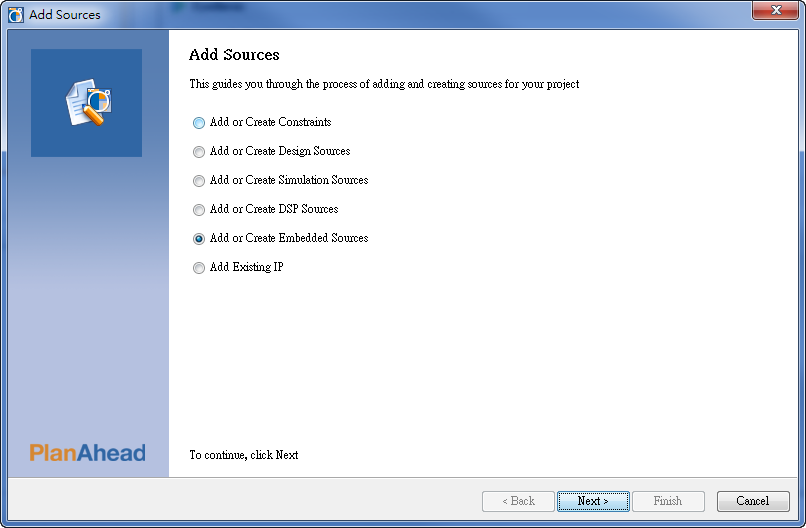 Add Sources
Add Sources
This guides you through the process of adding and creating sources for your project
Add or Create Constraints
Add or Create Design Sources
Add or Create Simulation Sources
Add or Create DSP Sources
Add or Create Embedded Sources
Add Existing IP
PlanAhead
To continue, click Next
< Back
Next >
Finish
Cancel